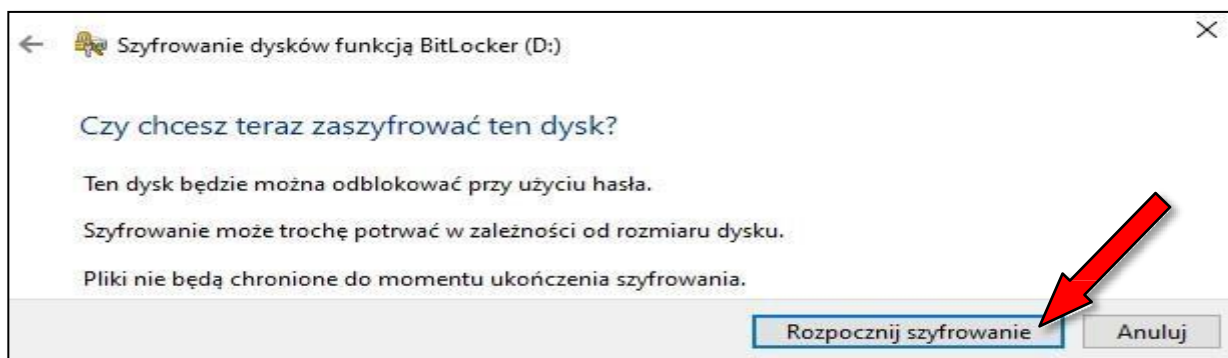 Szyfrowanie dysków funkcją BitLocker (D:)
Czy chcesz teraz zaszyfrować ten dysk?
Ten dysk będzie można odblokować przy użyciu hasła.
Szyfrowanie może trochę potrwać w zależności od rozmiaru dysku.
Pliki nie będą chronione do momentu ukończenia szyfrowania.
Rozpocznij szyfrowanie Anuluj